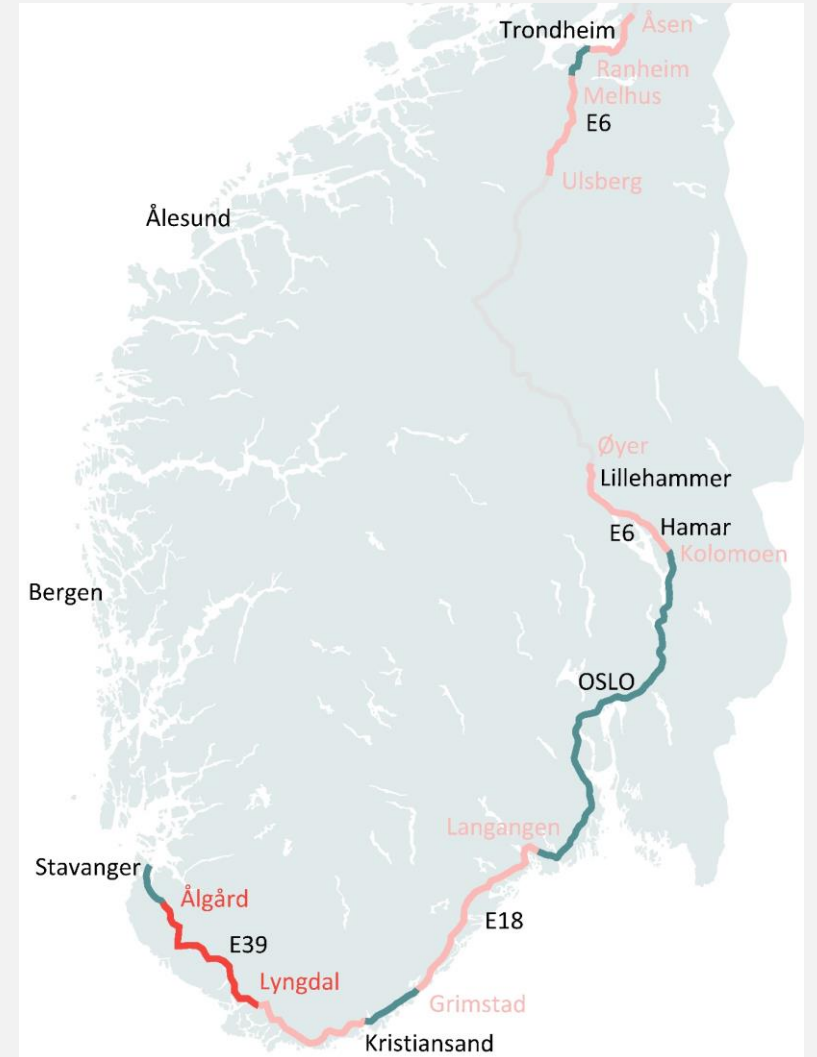 Trondheim
Åsen
Ranheim
Melhus
E6
Ulsberg
Ålesund
Øyer
Lillehammer
E6
Hamar
Kolomoen
Bergen
OSLO
Langangen
Stavanger
Ålgård
E18
E39
Lyngdal
Grimstad
Kristiansand